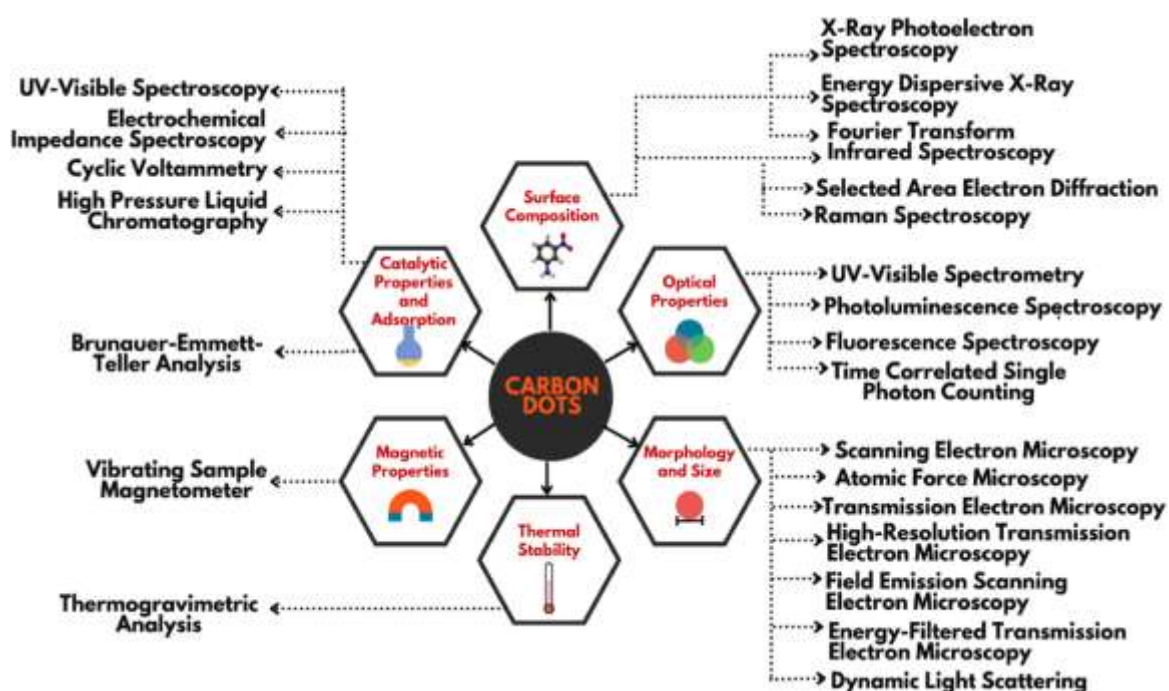 X-Ray Photoelectron
Spectroscopy
Energy Dispersive X-Ray
Spectroscopy
Fourier Transform
Infrared Spectroscopy
Selected Area Electron Diffraction
Raman Spectroscopy
UV-Visible Spectroscopy
Electrochemical
Impedance Spectroscopy
Cyclic Voltammetry
High Pressure Liquid
Chromatography
Surface
Composition
Catalytic
Properties
and
Adsorption
Optical
Properties
UV-Visible Spectrometry
Photoluminescence Spectroscopy
Fluorescence Spectroscopy
Time Correlated Single
Photon Counting
Brunauer-Emmett-
Teller Analysis
CARBON
DOTS
Magnetic
Properties
Morphology
and Size
Vibrating Sample
Magnetometer
Scanning Electron Microscopy
Atomic Force Microscopy
Transmission Electron Microscopy
High-Resolution Transmission
Electron Microscopy
Field Emission Scanning
Electron Microscopy
Energy-Filtered Transmission
Electron Microscopy
Dynamic Light Scattering
Thermal
Stability
Thermogravimetric
Analysis